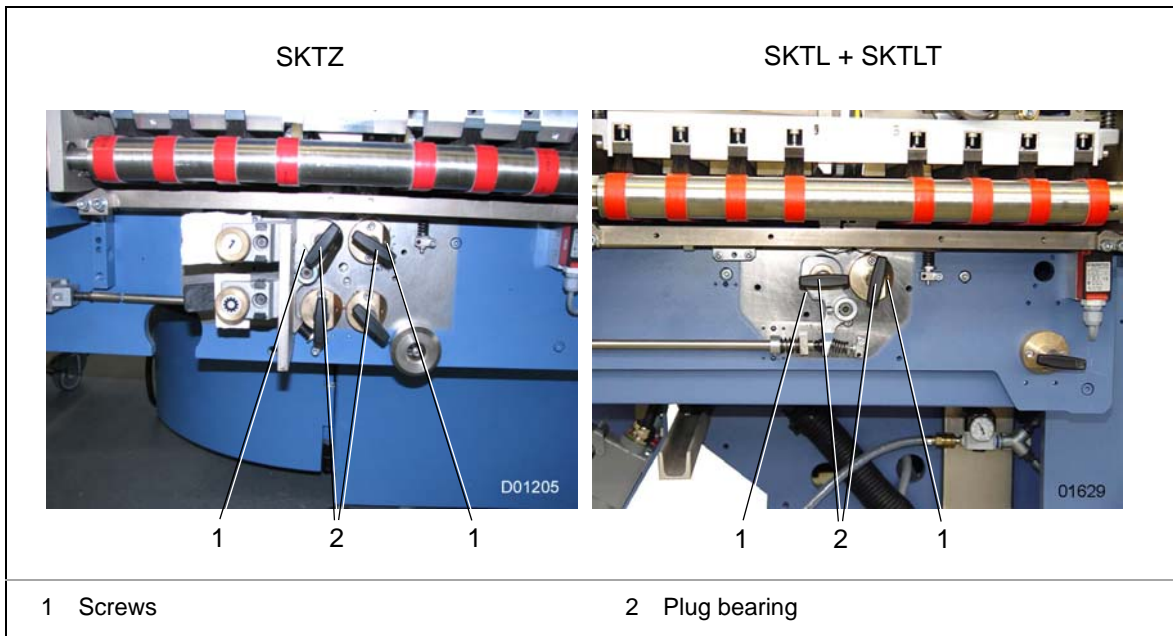 SKTZ
SKTL + SKTLT
D01205
01629
1 2 1
1 2 1
1 Screws
2 Plug bearing